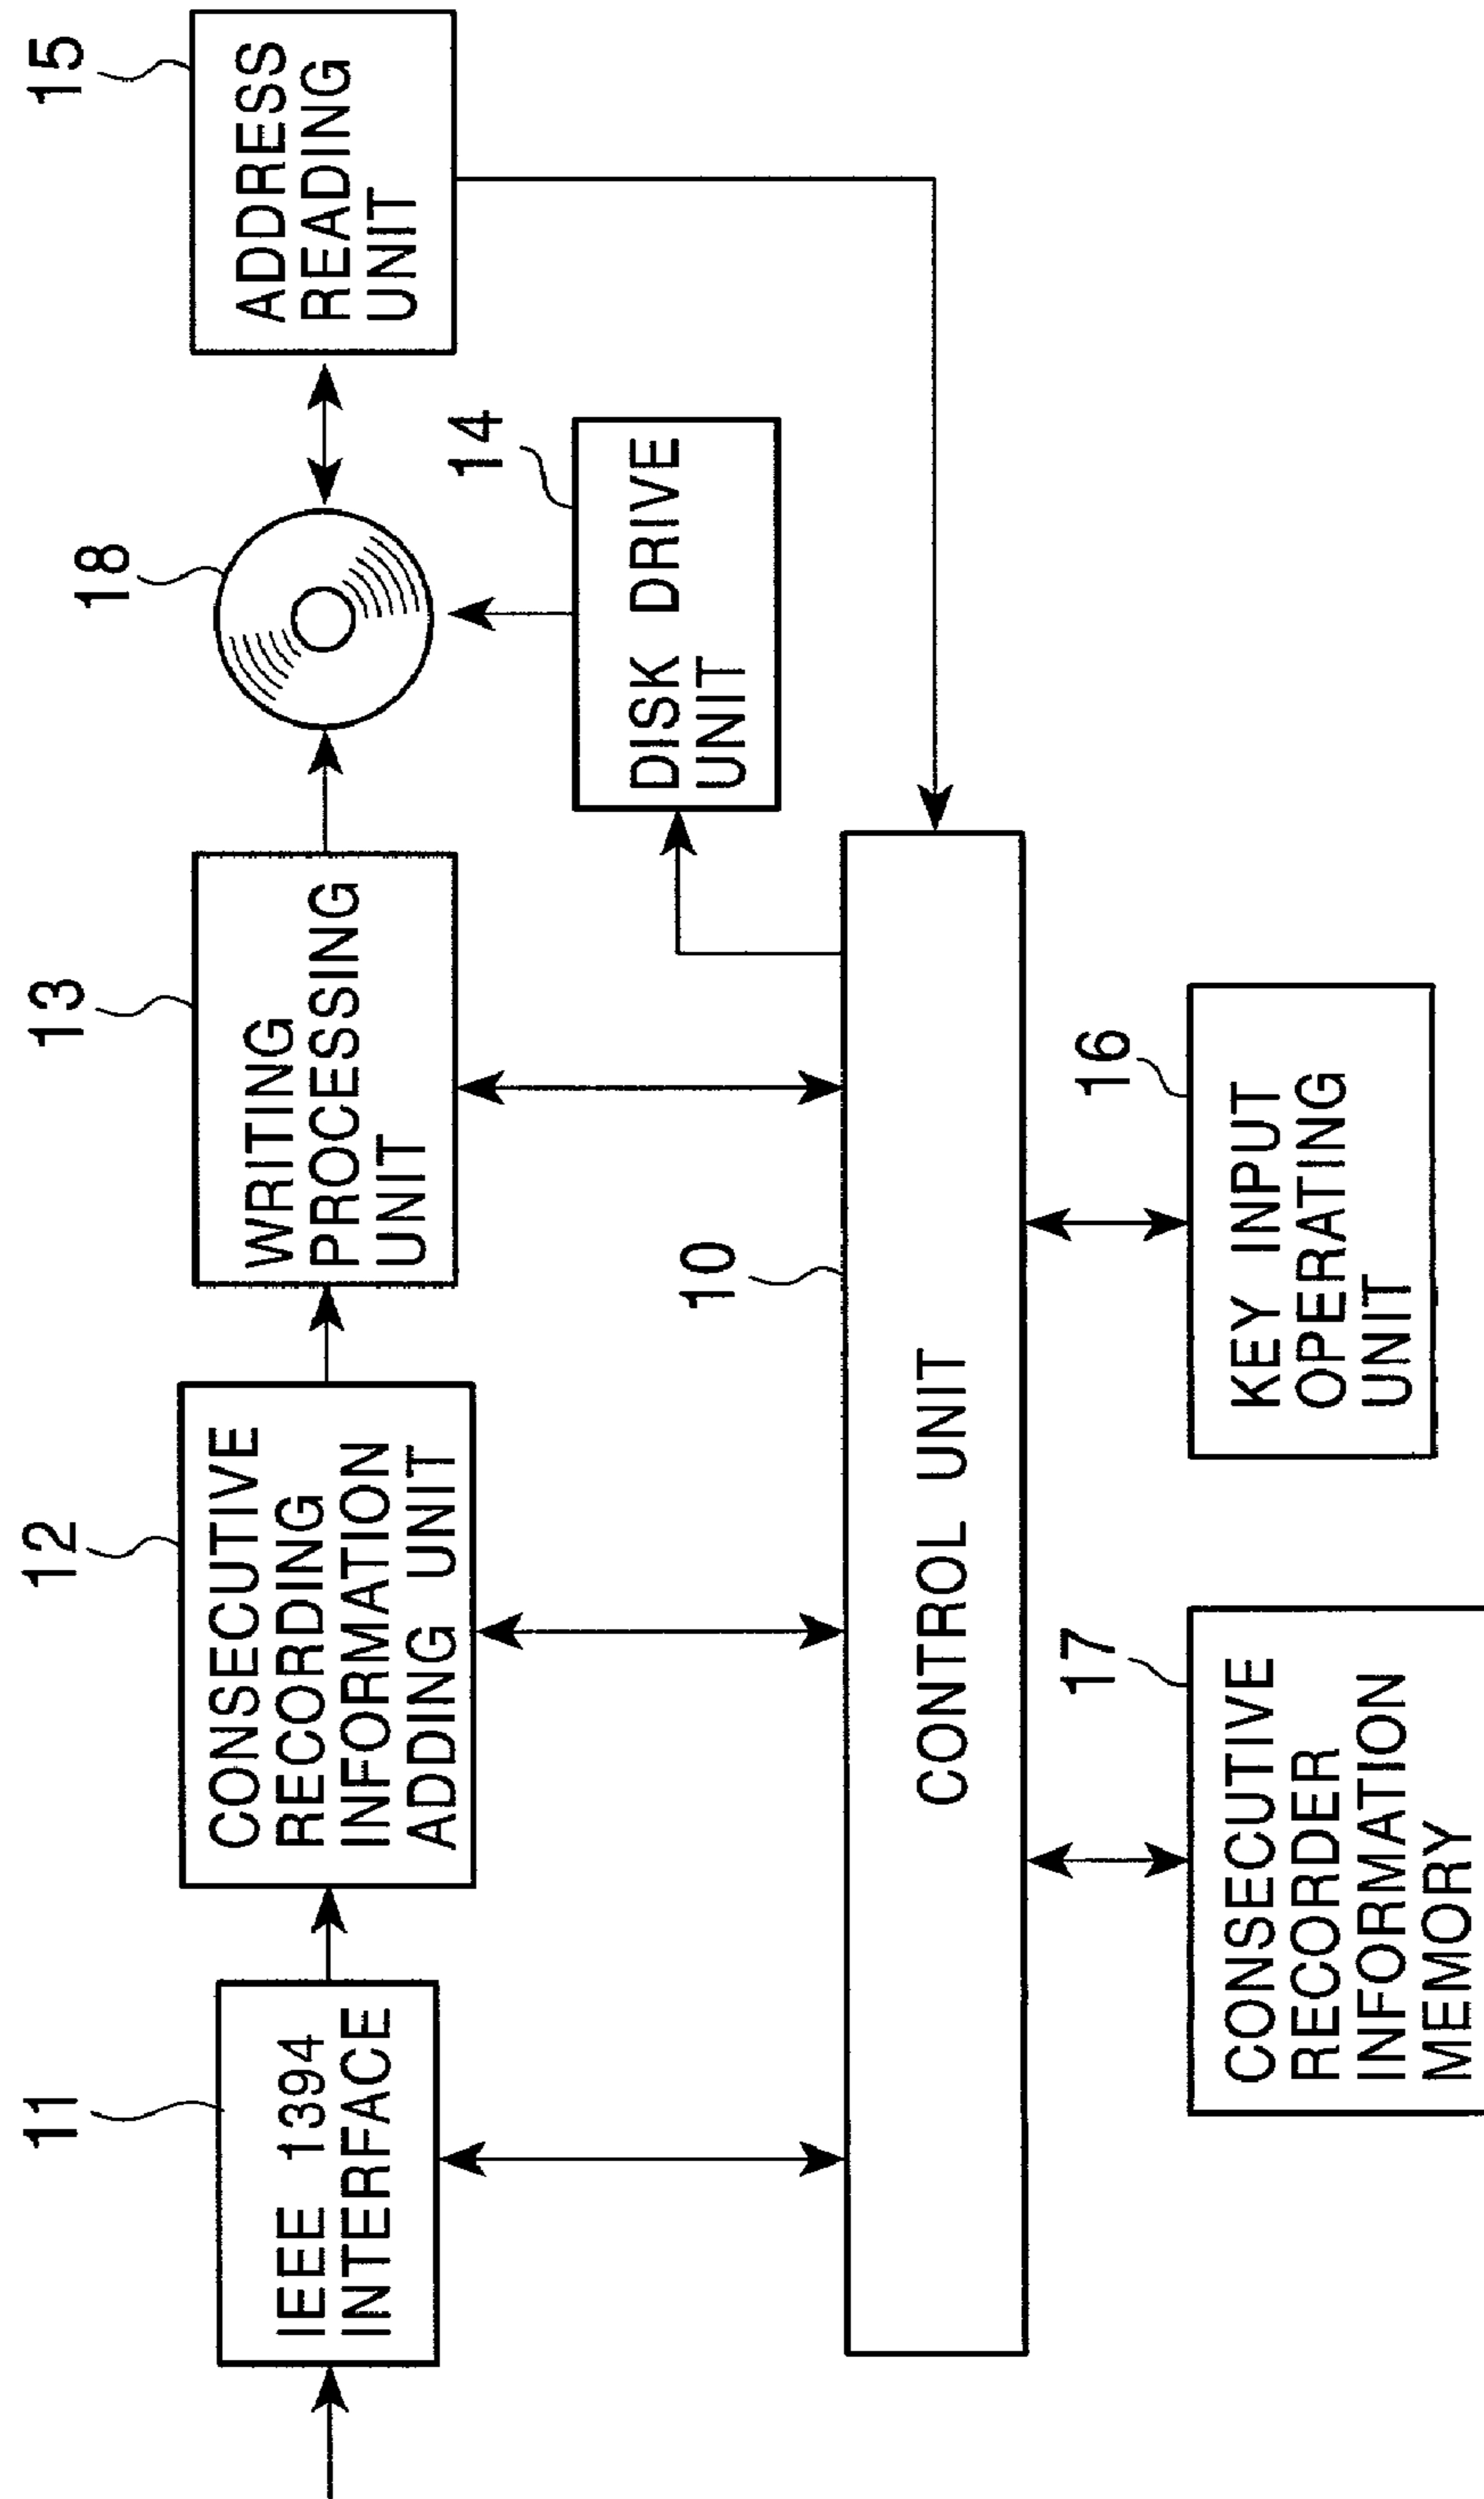 11
IEEE 1394
INTERFACE
12
CONSECUTIVE
RECORDING
INFORMATION
ADDING UNIT
13
WRITING
PROCESSING
UNIT
18
15
ADDRESS
READING
UNIT
14
DISK DRIVE
UNIT
10
CONTROL UNIT
17
CONSECUTIVE
RECORDER
INFORMATION
MEMORY
16
KEY INPUT
OPERATING
UNIT